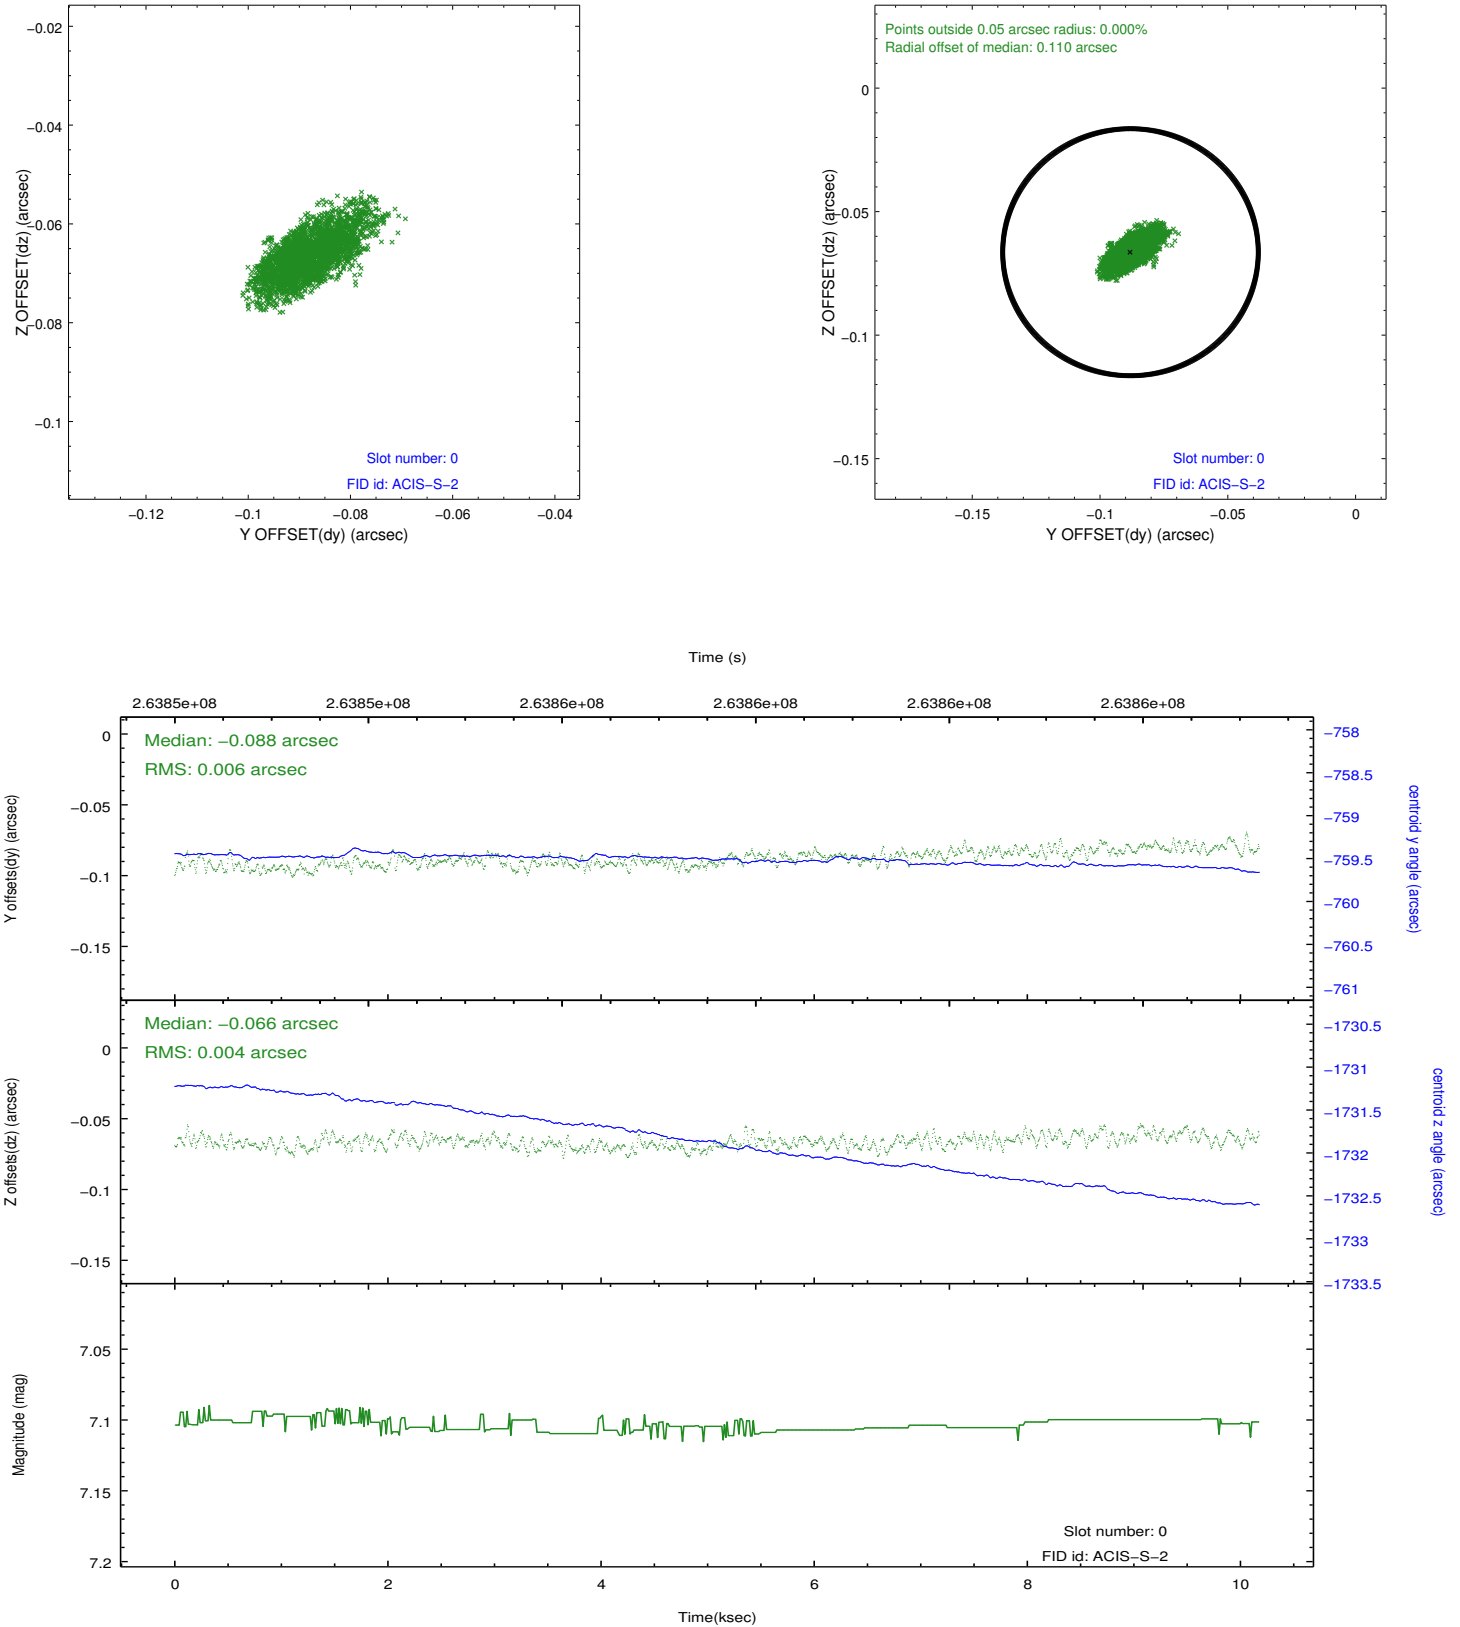 −0.02
−0.04
−0.06
−0.08
−0.1
Z OFFSET(dz) (arcsec)
Slot number: 0
FID id: ACIS−S−2
−0.12
−0.1
−0.08
−0.06
−0.04
Y OFFSET(dy) (arcsec)
Points outside 0.05 arcsec radius: 0.000%
Radial offset of median: 0.110 arcsec
0
−0.05
−0.1
−0.15
Z OFFSET(dz) (arcsec)
Slot number: 0
FID id: ACIS−S−2
−0.15
−0.1
−0.05
0
Y OFFSET(dy) (arcsec)
Time (s)
2.6385e+08
2.6385e+08
2.6386e+08
2.6386e+08
2.6386e+08
2.6386e+08
Median: −0.088 arcsec
RMS: 0.006 arcsec
0
−0.05
−0.1
−0.15
Y offsets(dy) (arcsec)
−758
−758.5
−759
−759.5
−760
−760.5
−761
centroid y angle (arcsec)
Median: −0.066 arcsec
RMS: 0.004 arcsec
0
−0.05
−0.1
−0.15
Z offsets(dz) (arcsec)
−1730.5
−1731
−1731.5
−1732
−1732.5
−1733
−1733.5
centroid z angle (arcsec)
7.05
7.1
7.15
7.2
Magnitude (mag)
Slot number: 0
FID id: ACIS−S−2
0
2
4
6
8
10
Time(ksec)